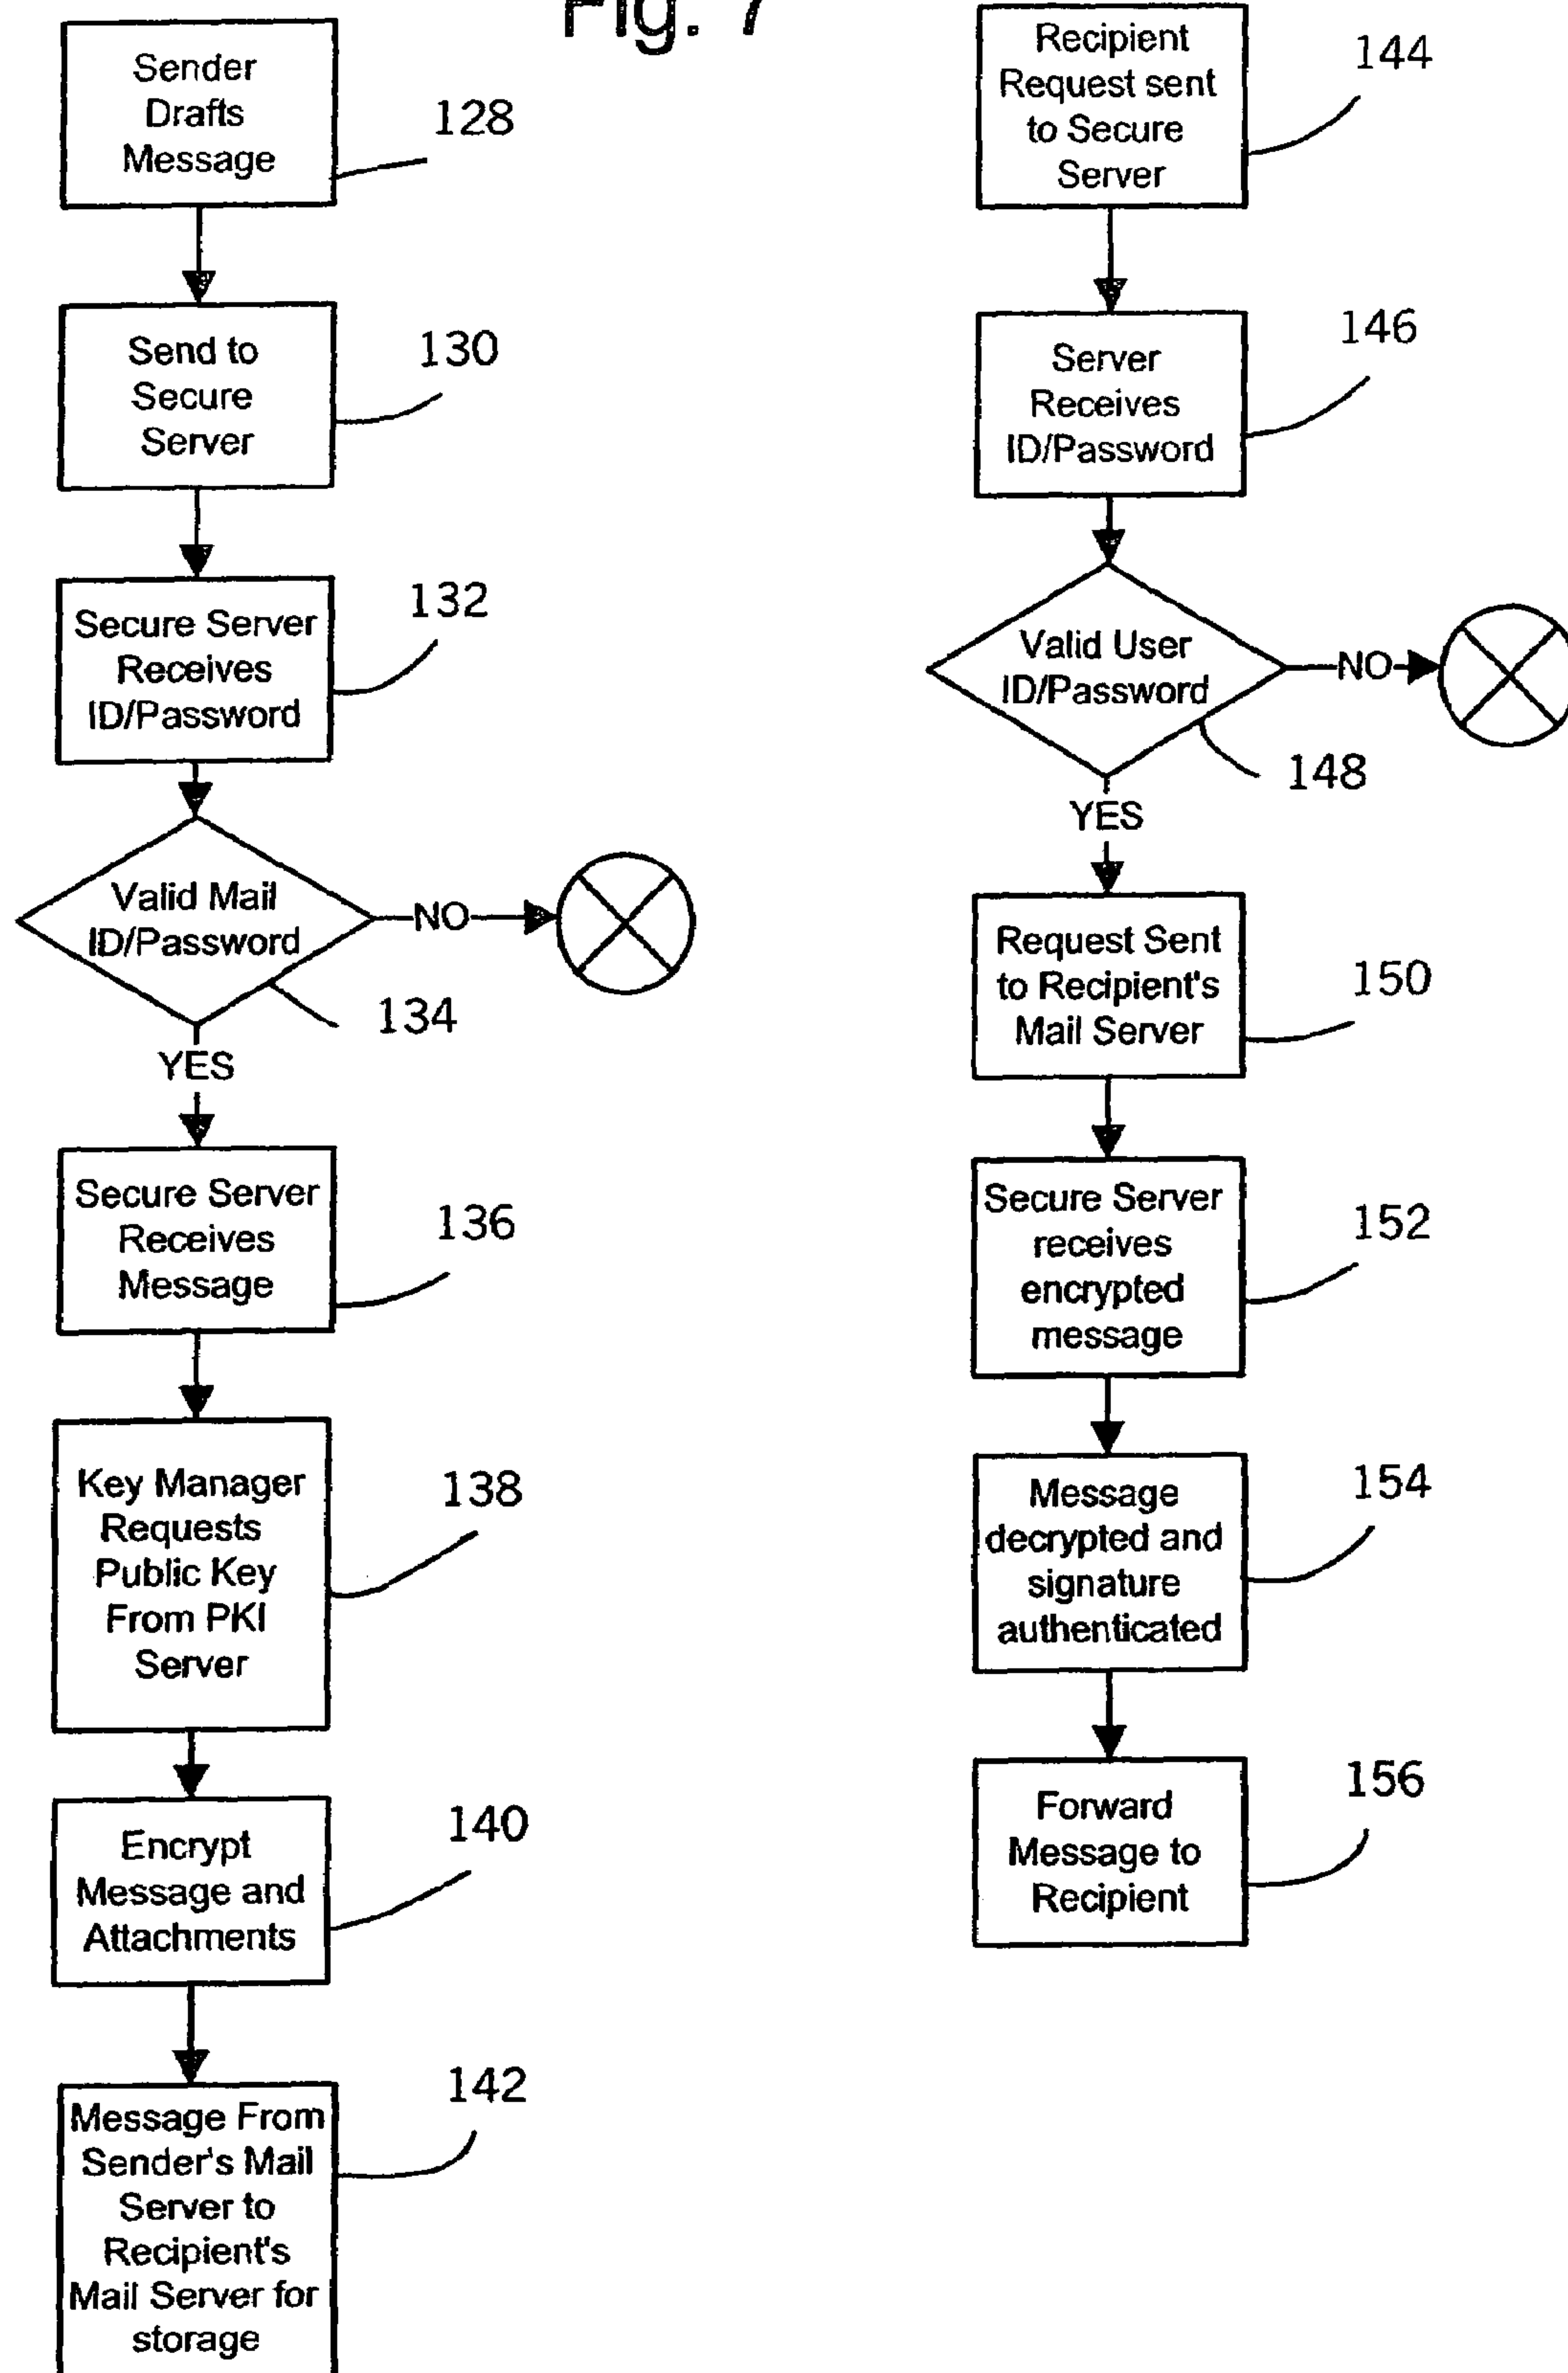 Fig. 7
Sender
Drafts
Message
128
Send to
Secure
Server
130
Secure Server
Receives
ID/Password
132
Valid Mail
ID/Password
NO
134
YES
Secure Server
Receives
Message
136
Key Manager
Requests
Public Key
From PKI
Server
138
Encrypt
Message and
Attachments
140
Message From
Sender's Mail
Server to
Recipient's
Mail Server for
storage
142
Recipient
Request sent
to Secure
Server
144
Server
Receives
ID/Password
146
Valid User
ID/Password
NO
148
YES
Request Sent
to Recipient's
Mail Server
150
Secure Server
receives
encrypted
message
152
Message
decrypted and
signature
authenticated
154
Forward
Message to
Recipient
156